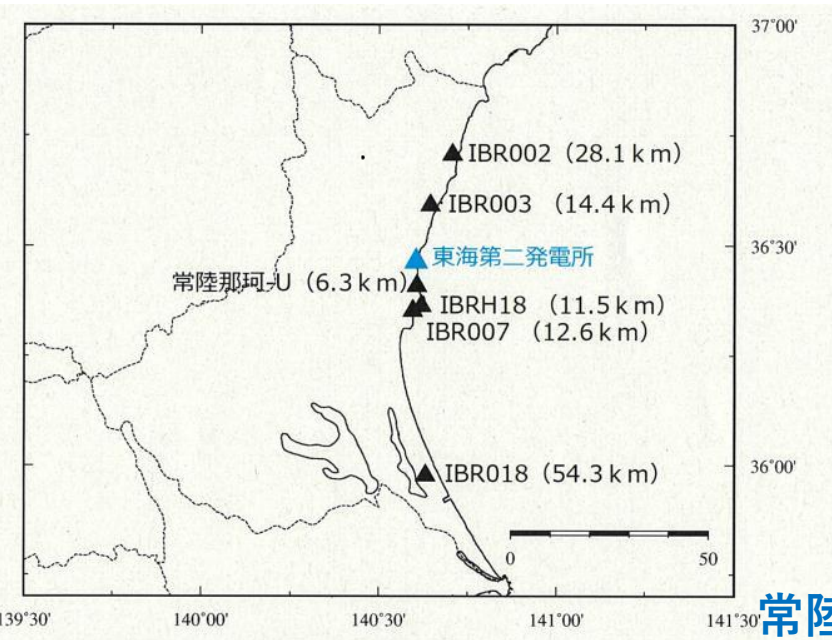 37°00'
IBR002（28.1ｋｍ）
IBR003 （14.4ｋｍ）
36°30'
東海第二発電所
常陸那珂-U（6.3ｋｍ）
IBRH18 （11.5ｋｍ）
IBR007 （12.6ｋｍ）
36°00'
IBR018（54.3ｋｍ）
0 50
139°30' 140°00' 140°30' 141°00' 141°30'
常陸